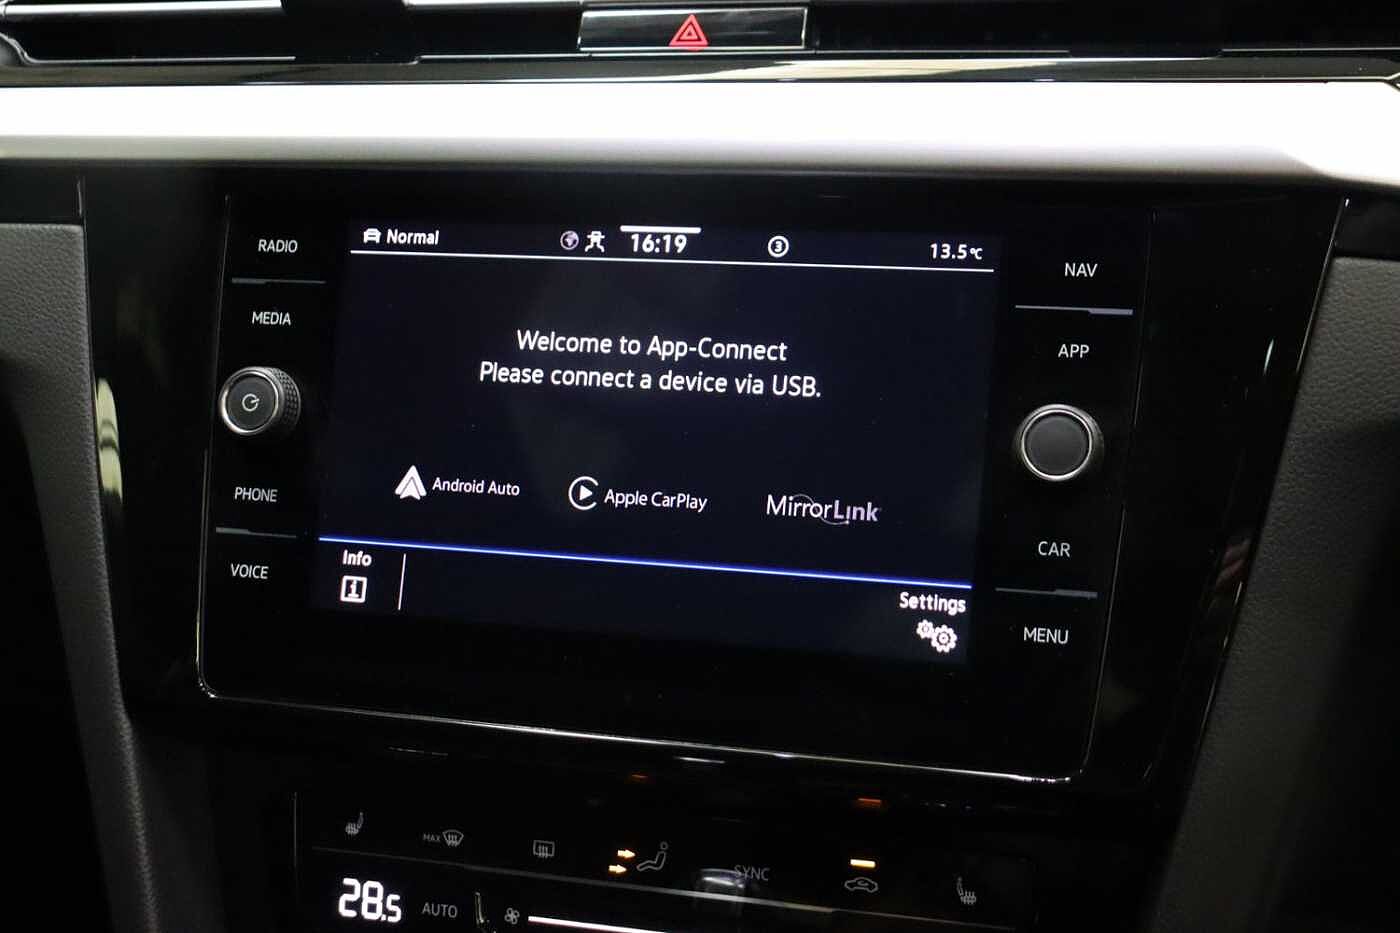 RADIO
MEDIA
PHONE
VOICE
Normal
16:19
3
13.5°C
Welcome to App-Connect
Please connect a device via USB.
Android Auto
Apple CarPlay
MirrorLink
Info
i
Settings
NAV
APP
CAR
MENU
MAX
SYNC
28.5
AUTO